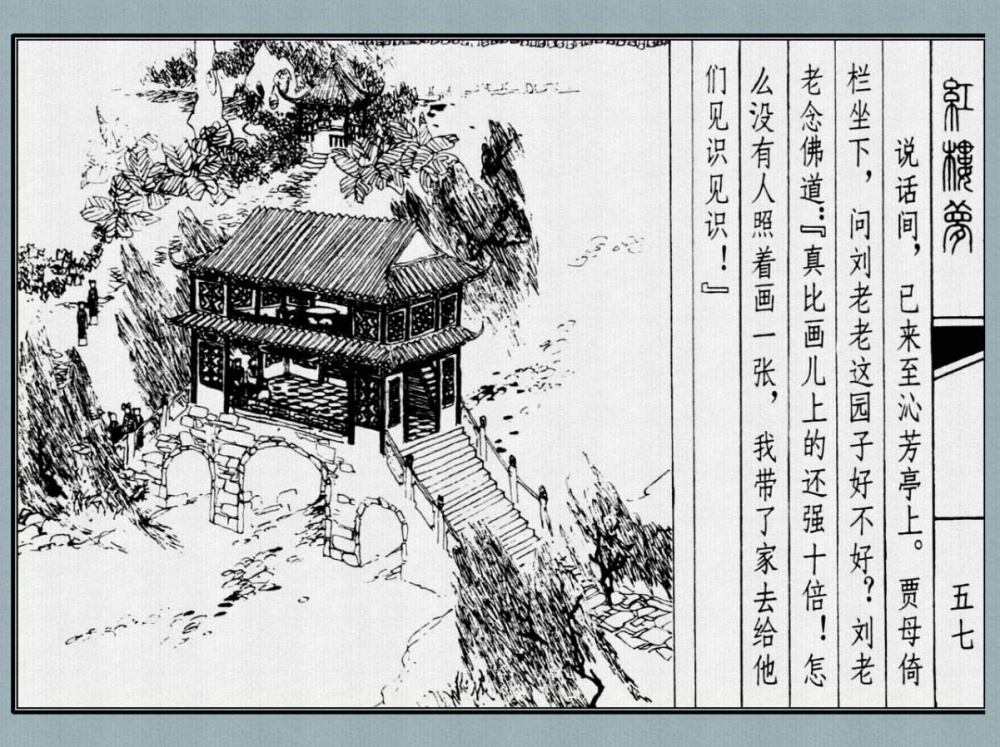 紅樓夢
五七
说话间，已来至沁芳亭上。贾母倚
栏坐下，问刘老老这园子好不好？刘老
老念佛道：『真比画儿上的还强十倍！怎
么没有人照着画一张，我带了家去给他
们见识见识！』